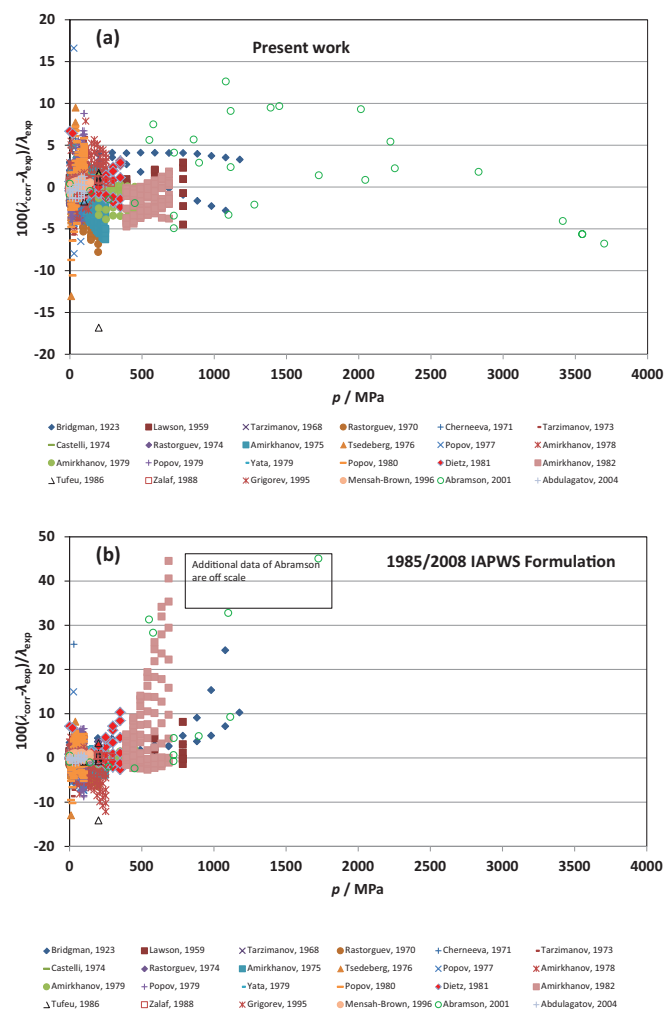 (a)
Present work
100(λcorr-λexp)/λexp
20
15
10
5
0
-5
-10
-15
-20
0 500 1000 1500 2000 2500 3000 3500 4000
p / MPa
Bridgman, 1923 Lawson, 1959 Tarzimanov, 1968 Rastorguev, 1970 Cherneeva, 1971 Tarzimanov, 1973
Castelli, 1974 Rastorguev, 1974 Amirkhanov, 1975 Tsedeberg, 1976 Popov, 1977 Amirkhanov, 1978
Amirkhanov, 1979 Popov, 1979 Yata, 1979 Popov, 1980 Dietz, 1981 Amirkhanov, 1982
Tufeu, 1986 Zalaf, 1988 Grigorev, 1995 Mensah-Brown, 1996 Abramson, 2001 Abdulagatov, 2004
(b)
1985/2008 IAPWS Formulation
Additional data of Abramson
are off scale
100(λcorr-λexp)/λexp
50
40
30
20
10
0
-10
-20
0 500 1000 1500 2000 2500 3000 3500 4000
p / MPa
Bridgman, 1923 Lawson, 1959 Tarzimanov, 1968 Rastorguev, 1970 Cherneeva, 1971 Tarzimanov, 1973
Castelli, 1974 Rastorguev, 1974 Amirkhanov, 1975 Tsedeberg, 1976 Popov, 1977 Amirkhanov, 1978
Amirkhanov, 1979 Popov, 1979 Yata, 1979 Popov, 1980 Dietz, 1981 Amirkhanov, 1982
Tufeu, 1986 Zalaf, 1988 Grigorev, 1995 Mensah-Brown, 1996 Abramson, 2001 Abdulagatov, 2004